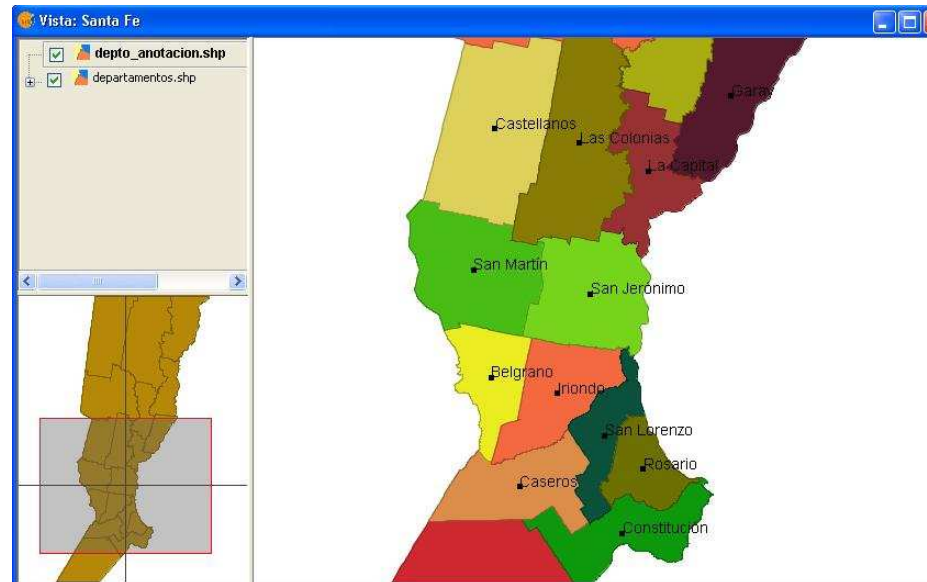 Vista: Santa Fe
depto_anotacion.shp
departamentos.shp
Garay
Castellanos
Las Colonias
La Capital
San Martín
San Jerónimo
Belgrano
Iriondo
San Lorenzo
Rosario
Caseros
Constitución